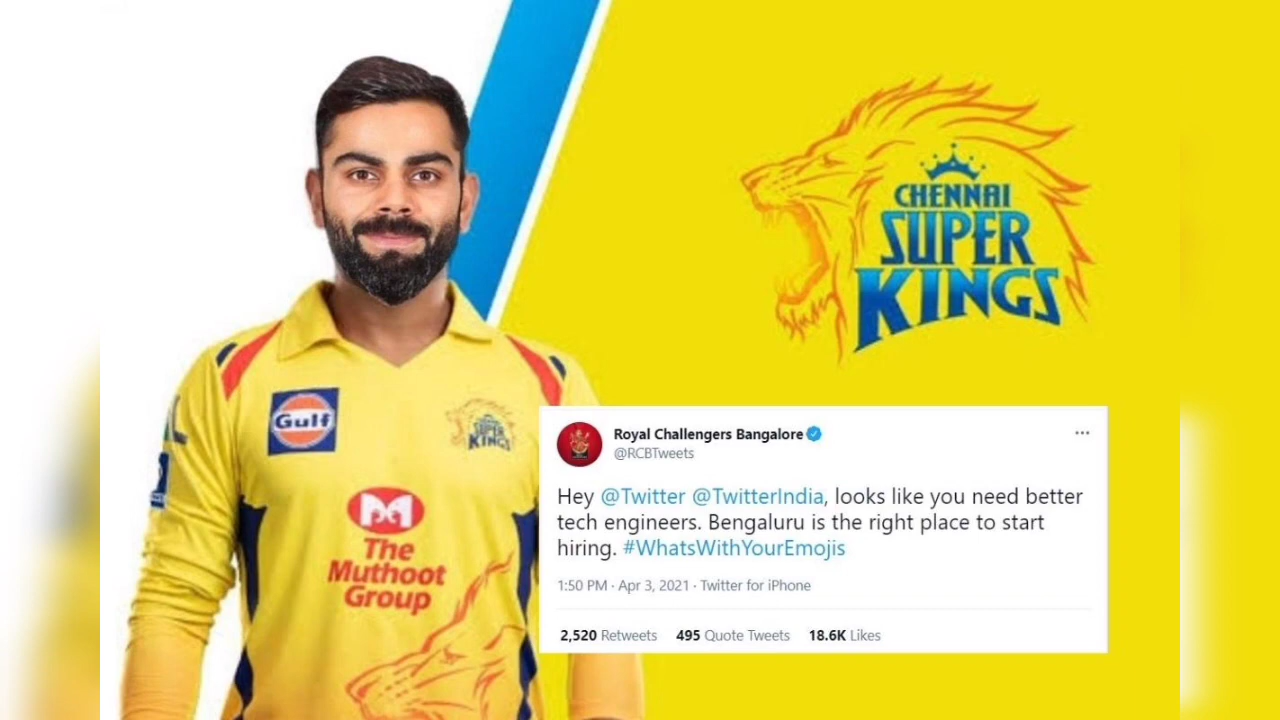 CHENNAI
SUPER
KINGS
Gulf
SUPER
KINGS
The
Muthoot
Group
Royal Challengers Bangalore
@RCBTweets
...
Hey @Twitter @TwitterIndia, looks like you need better
tech engineers. Bengaluru is the right place to start
hiring. #WhatsWithYourEmojis
1:50 PM · Apr 3, 2021 · Twitter for iPhone
2,520 Retweets 495 Quote Tweets 18.6K Likes